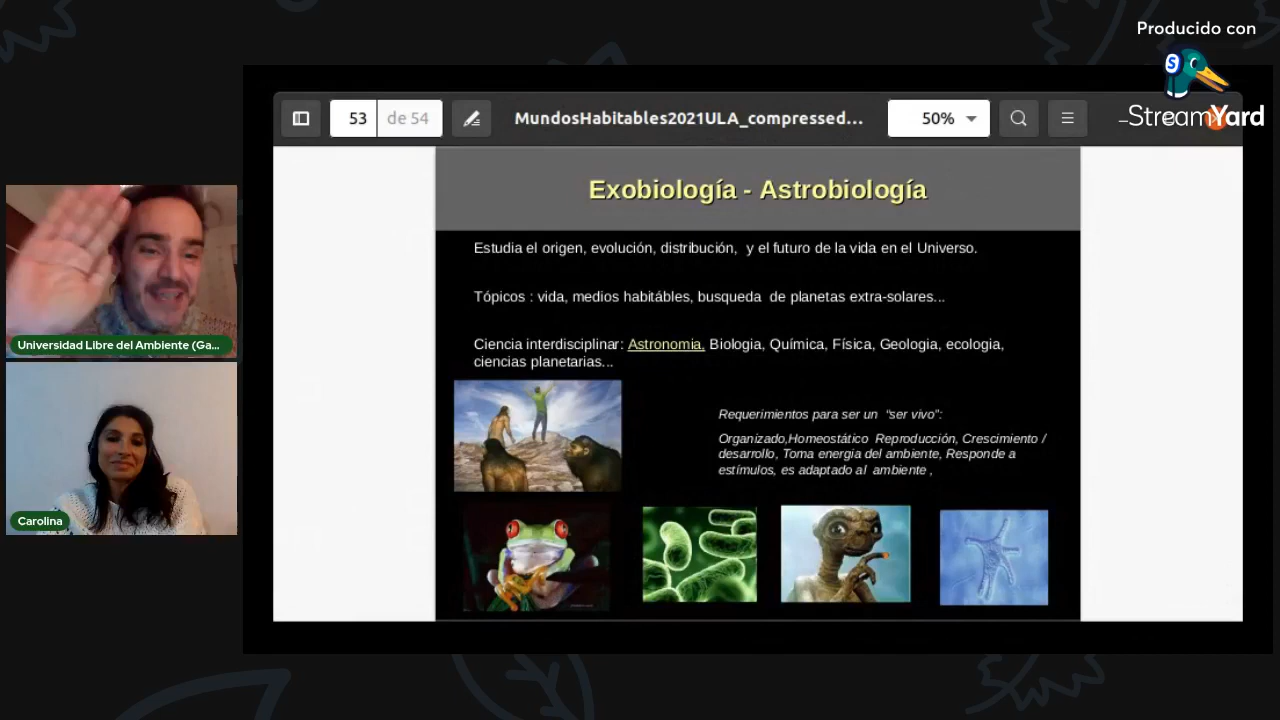 Producido con
StreamYard
53 de 54
MundosHabitables2021ULA_compressed...
50%
Exobiología - Astrobiología
Estudia el origen, evolución, distribución, y el futuro de la vida en el Universo.
Tópicos : vida, medios habitábles, busqueda de planetas extra-solares...
Ciencia interdisciplinar: Astronomia, Biologia, Química, Física, Geologia, ecologia,
ciencias planetarias...
Requerimientos para ser un “ser vivo”:
Organizado,Homeostático Reproducción, Crecimiento /
desarrollo, Toma energia del ambiente, Responde a
estímulos, es adaptado al ambiente ,
Universidad Libre del Ambiente (Ga...
Carolina